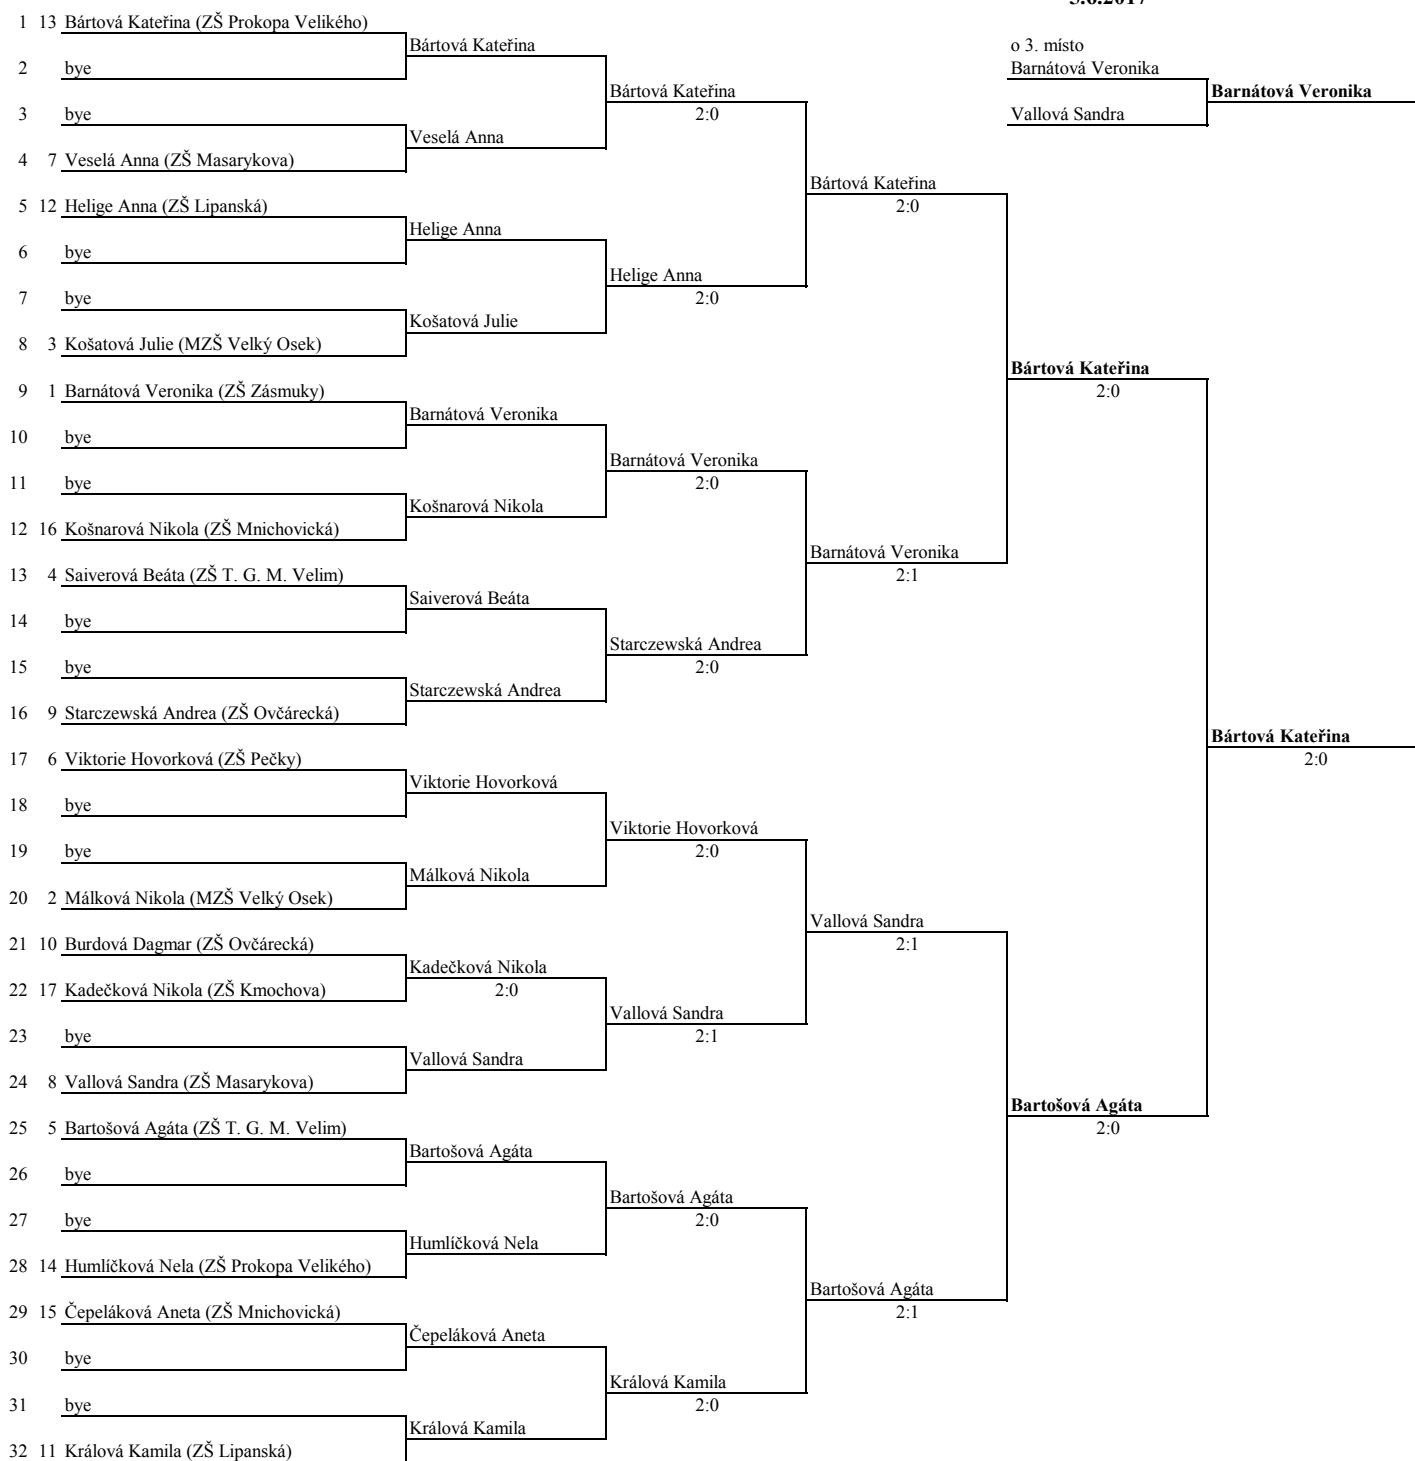 5.6.2017
1 13 Bártová Kateřina (ZŠ Prokopa Velikého)
Bártová Kateřina
o 3. místo
2 bye
Barnátová Veronika
Bártová Kateřina
Barnátová Veronika
3 bye
2:0
Vallová Sandra
Veselá Anna
4 7 Veselá Anna (ZŠ Masarykova)
Bártová Kateřina
5 12 Helige Anna (ZŠ Lipanská)
2:0
Helige Anna
6 bye
Helige Anna
7 bye
2:0
Košatová Julie
8 3 Košatová Julie (MZŠ Velký Osek)
Bártová Kateřina
9 1 Barnátová Veronika (ZŠ Zásmuky)
2:0
Barnátová Veronika
10 bye
Barnátová Veronika
11 bye
2:0
Košnarová Nikola
12 16 Košnarová Nikola (ZŠ Mnichovická)
Barnátová Veronika
13 4 Saiverová Beáta (ZŠ T. G. M. Velim)
2:1
Saiverová Beáta
14 bye
Starczewská Andrea
15 bye
2:0
Starczewská Andrea
16 9 Starczewská Andrea (ZŠ Ovčárecká)
Bártová Kateřina
17 6 Viktorie Hovorková (ZŠ Pečky)
2:0
Viktorie Hovorková
18 bye
Viktorie Hovorková
19 bye
2:0
Málková Nikola
20 2 Málková Nikola (MZŠ Velký Osek)
Vallová Sandra
21 10 Burdová Dagmar (ZŠ Ovčárecká)
2:1
Kadečková Nikola
22 17 Kadečková Nikola (ZŠ Kmochova)
2:0
Vallová Sandra
23 bye
2:1
Vallová Sandra
24 8 Vallová Sandra (ZŠ Masarykova)
Bartošová Agáta
25 5 Bartošová Agáta (ZŠ T. G. M. Velim)
2:0
Bartošová Agáta
26 bye
Bartošová Agáta
27 bye
2:0
Humlíčková Nela
28 14 Humlíčková Nela (ZŠ Prokopa Velikého)
Bartošová Agáta
29 15 Čepeláková Aneta (ZŠ Mnichovická)
2:1
Čepeláková Aneta
30 bye
Králová Kamila
31 bye
2:0
Králová Kamila
32 11 Králová Kamila (ZŠ Lipanská)